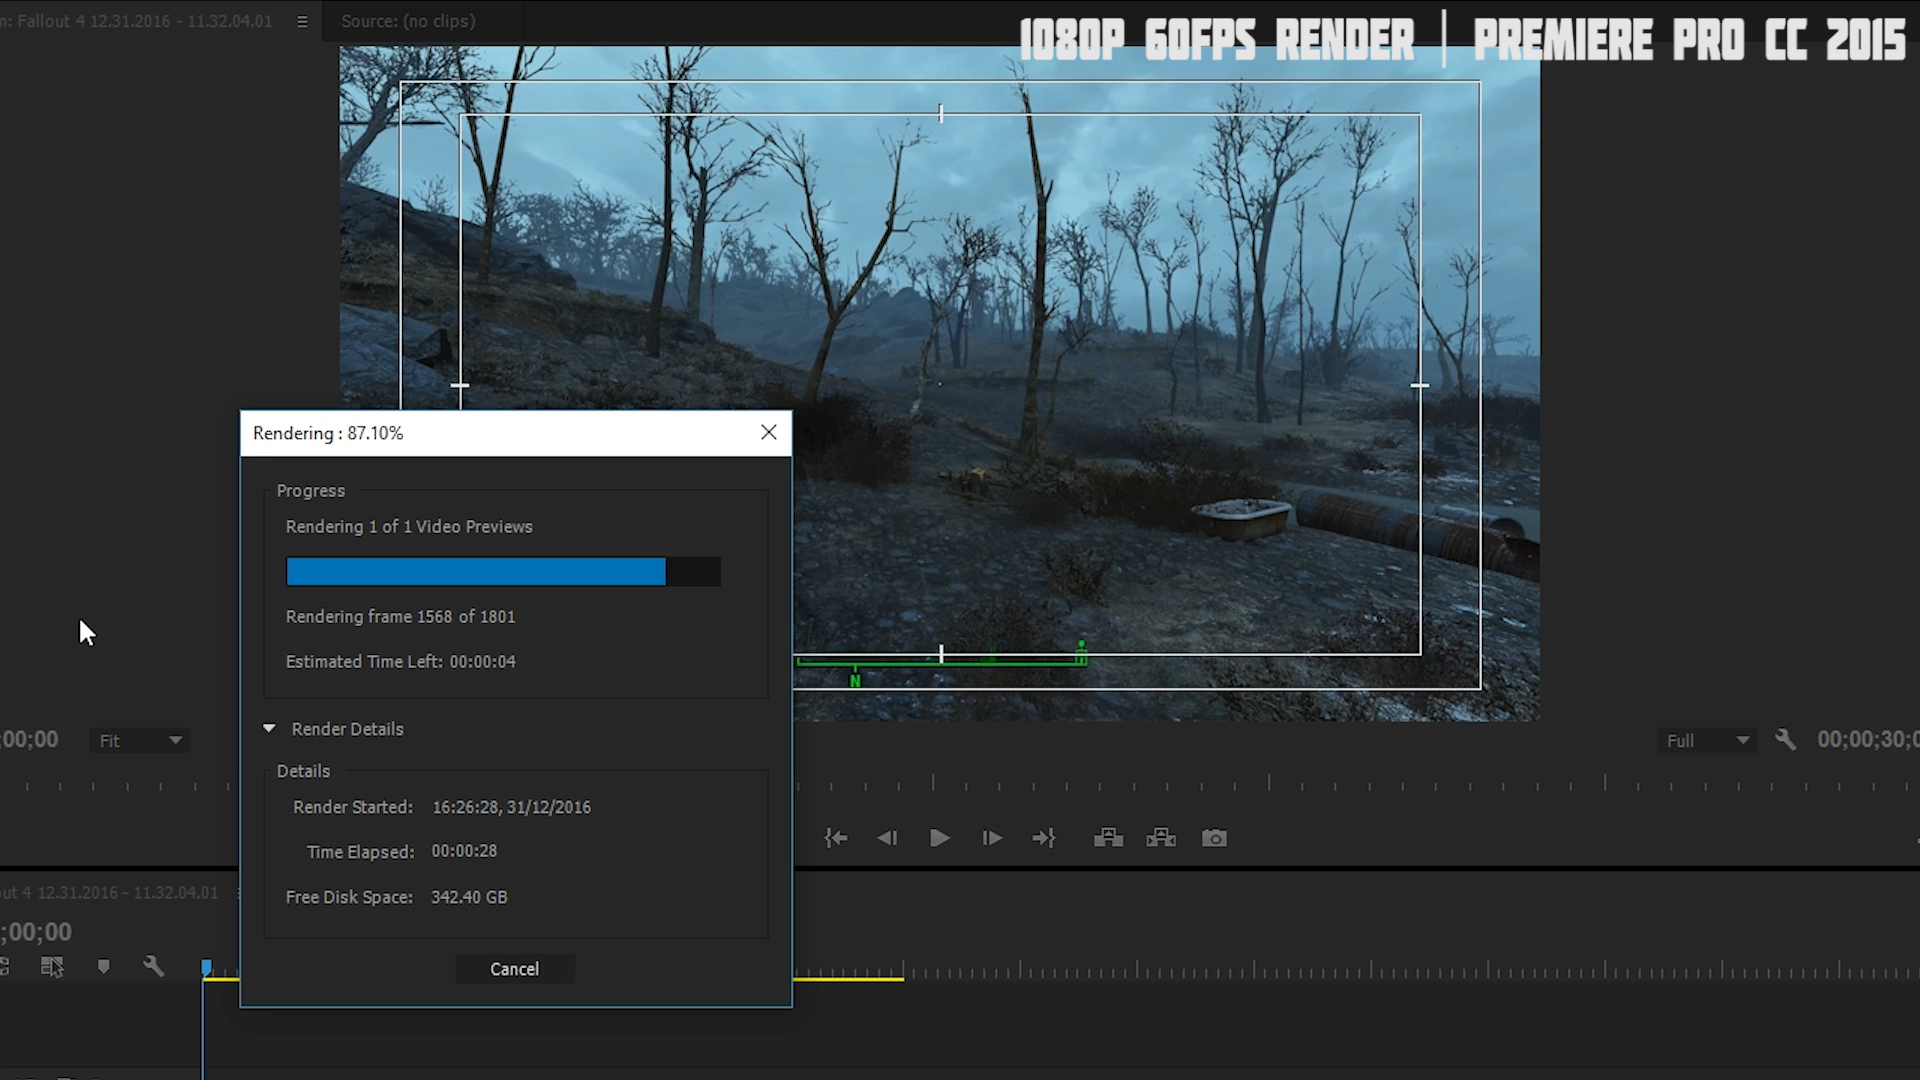 m: Fallout 4 12.31.2016 - 11.32.04.01
Source: (no clips)
1080P 60FPS RENDER | PREMIERE PRO CC 2015
Rendering : 87.10%
Progress
Rendering 1 of 1 Video Previews
Rendering frame 1568 of 1801
Estimated Time Left: 00:00:04
N
;00;00
Fit
Full
00;00;30;0
Render Details
Details
Render Started: 16:26:28, 31/12/2016
Time Elapsed: 00:00:28
Free Disk Space: 342.40 GB
Cancel
out 4 12.31.2016 - 11.32.04.01
;00;00